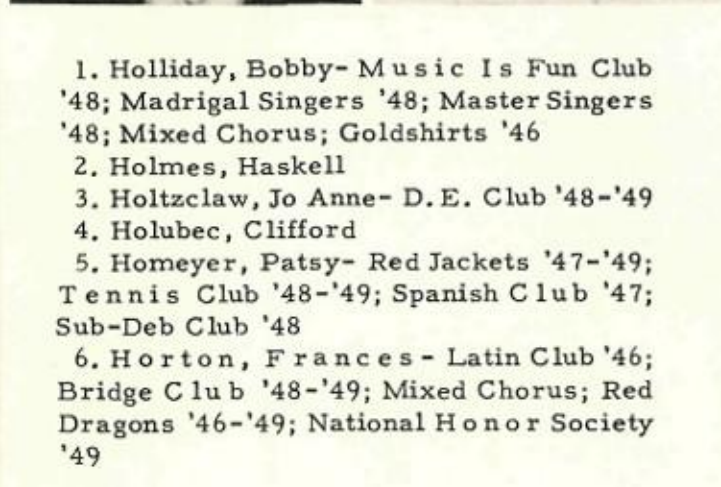 1. Holliday, Bobby- Music Is Fun Club
'48; Madrigal Singers '48; Master Singers
'48; Mixed Chorus; Goldshirts '46
2. Holmes, Haskell
3. Holtzclaw, Jo Anne- D.E. Club '48-'49
4. Holubec, Clifford
5. Homeyer, Patsy- Red Jackets '47-'49;
Tennis Club '48-'49; Spanish Club '47;
Sub-Deb Club '48
6. Horton, Frances- Latin Club '46;
Bridge Club '48-'49; Mixed Chorus; Red
Dragons '46-'49; National Honor Society
'49